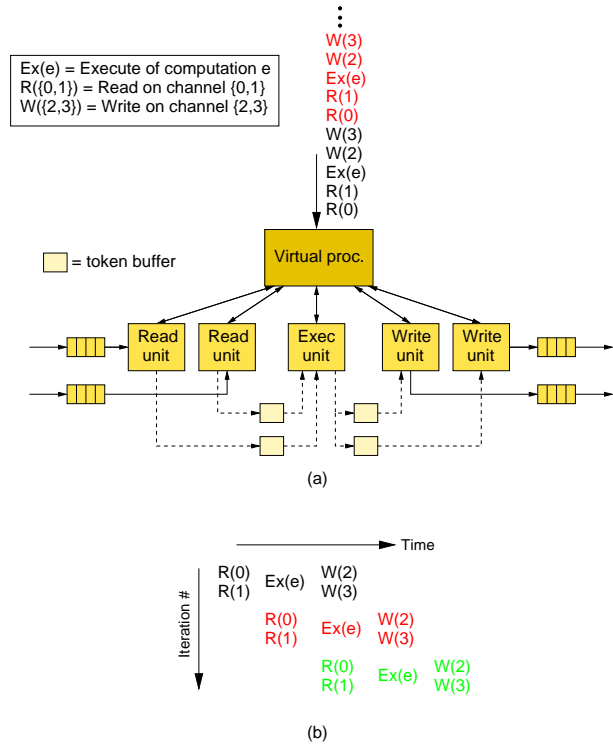 W(3)
W(2)
Ex(e)
R(1)
R(0)
W(3)
W(2)
Ex(e)
R(1)
R(0)
Ex(e) = Execute of computation e
R({0,1}) = Read on channel {0,1}
W({2,3}) = Write on channel {2,3}
Virtual proc.
= token buffer
Read unit
Read unit
Exec unit
Write unit
Write unit
(a)
Time
Iteration #
R(0) W(2)
Ex(e)
R(1) W(3)
R(0) W(2)
Ex(e)
R(1) W(3)
R(0) W(2)
Ex(e)
R(1) W(3)
(b)